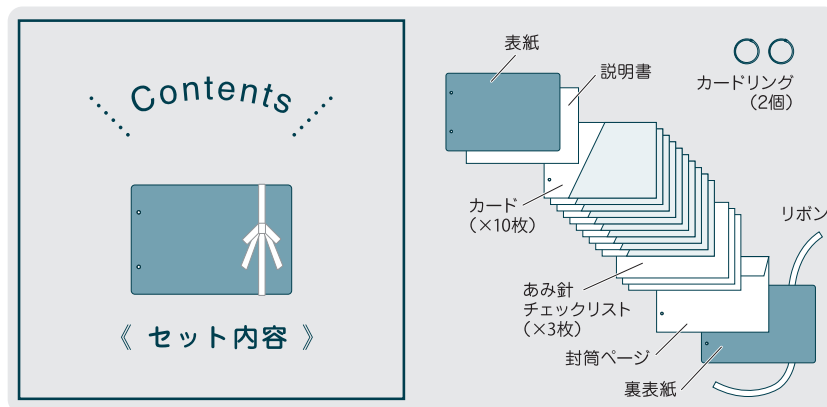 Contents
《 セット内容 》
表紙
説明書
カードリング
（2個）
カード
（×10枚）
リボン
あみ針
チェックリスト
（×3枚）
封筒ページ
裏表紙